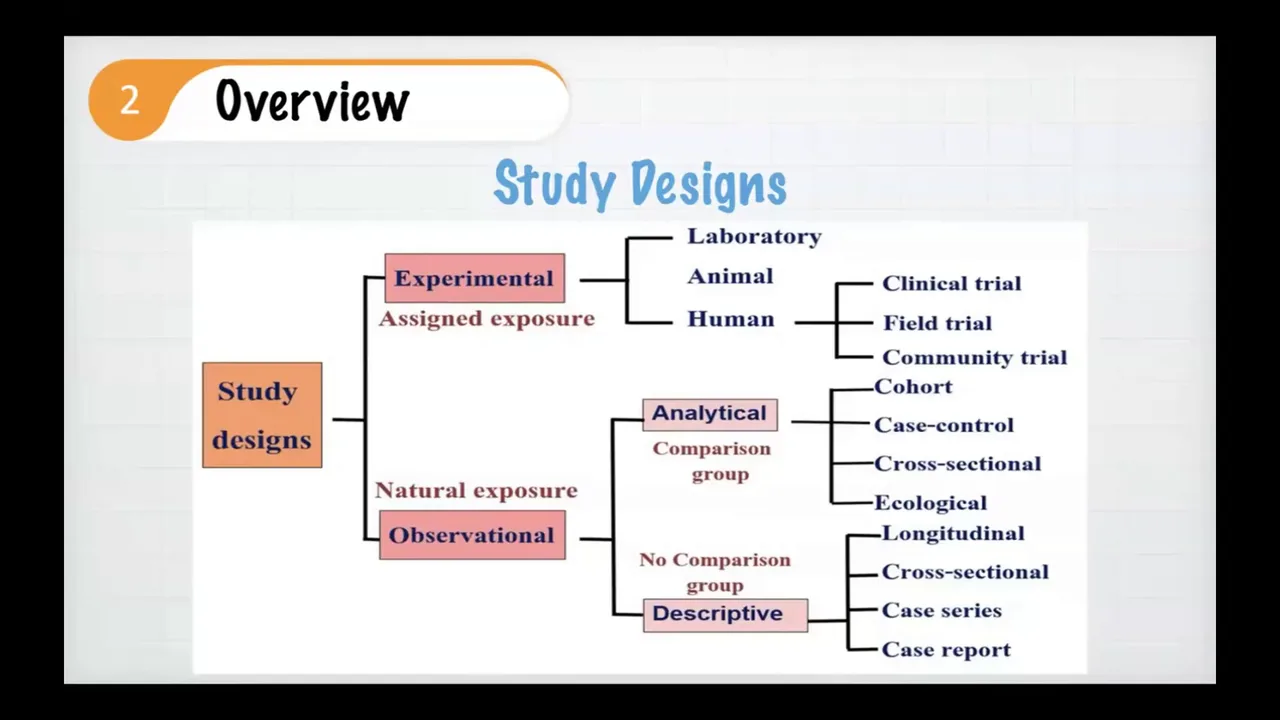 2
Overview
Study Designs
Study
designs
Experimental
Assigned exposure
Laboratory
Animal
Human
Clinical trial
Field trial
Community trial
Natural exposure
Observational
Analytical
Comparison
group
Cohort
Case-control
Cross-sectional
Ecological
No Comparison
group
Descriptive
Longitudinal
Cross-sectional
Case series
Case report